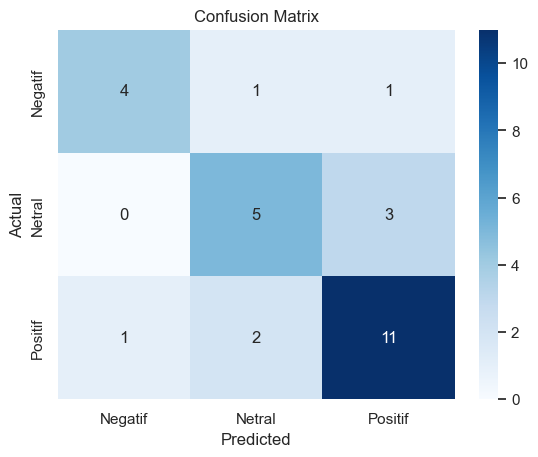 Confusion Matrix
Negatif
Netral
Positif
Actual
4 1 1
0 5 3
1 2 11
Negatif Netral Positif
Predicted
10
8
6
4
2
0